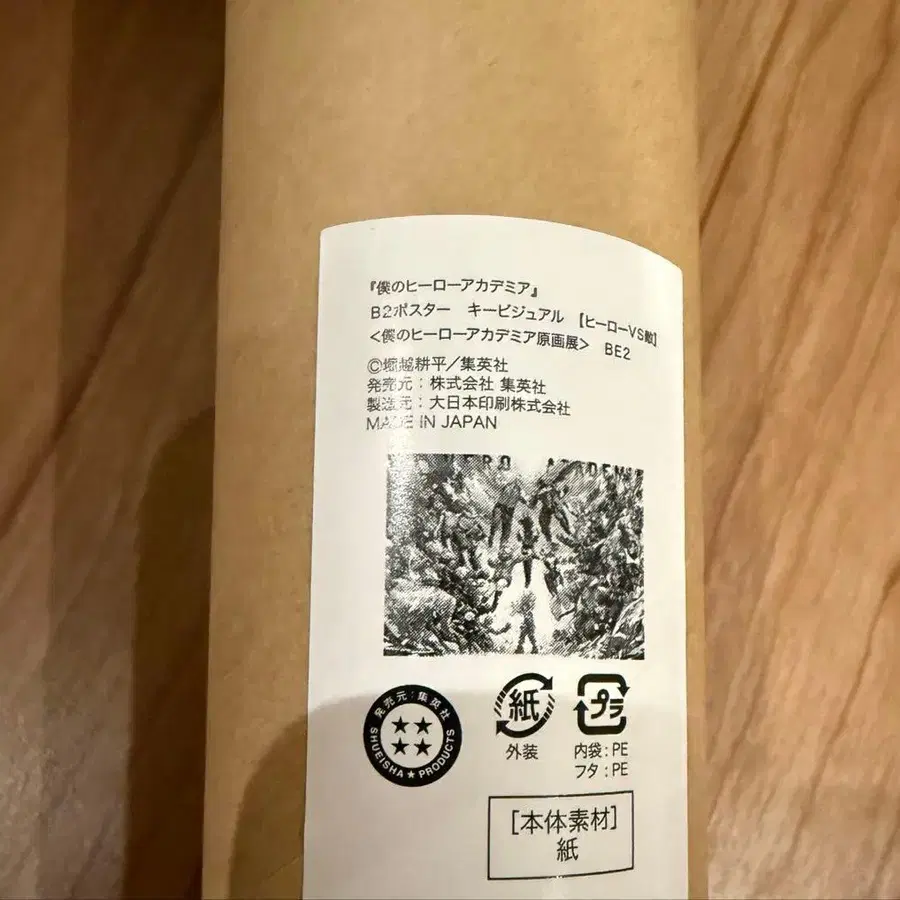 『僕のヒーローアカデミア』
B2ポスター キービジュアル 【ヒーローVS敵】
<僕のヒーローアカデミア原画展> BE2
©堀越耕平／集英社
発売元：株式会社 集英社
製造元：大日本印刷株式会社
MADE IN JAPAN
HERO ACADEMIA
発売元：集英社
SHUEISHA★PRODUCTS
紙
外装
プラ
内袋：PE
フタ：PE
[本体素材]
紙